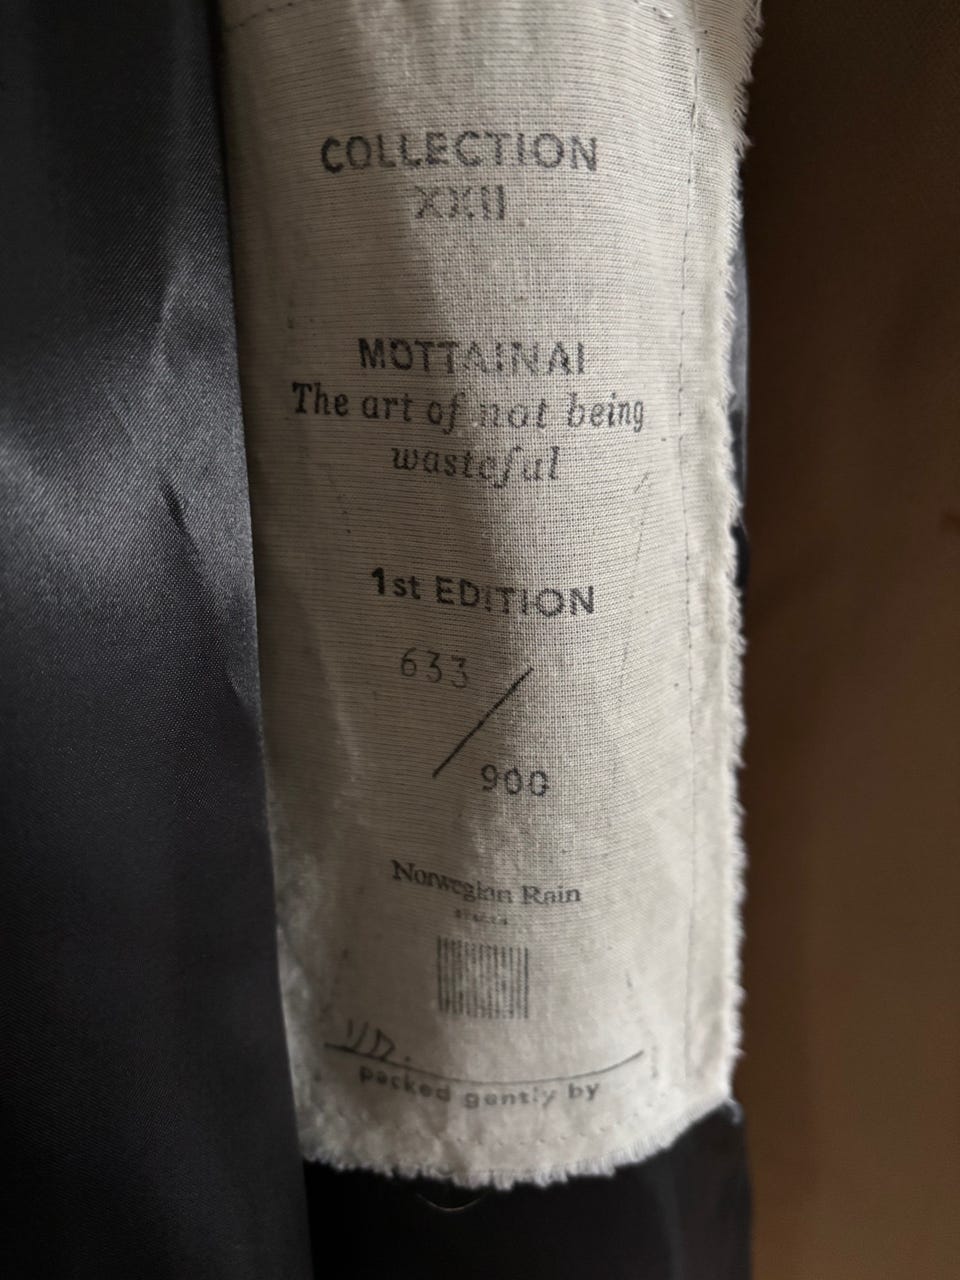 COLLECTION
XXII
MOTTAINAI
The art of not being
wasteful
1st EDITION
633
/
900
Norwegian Rain
packed gently by